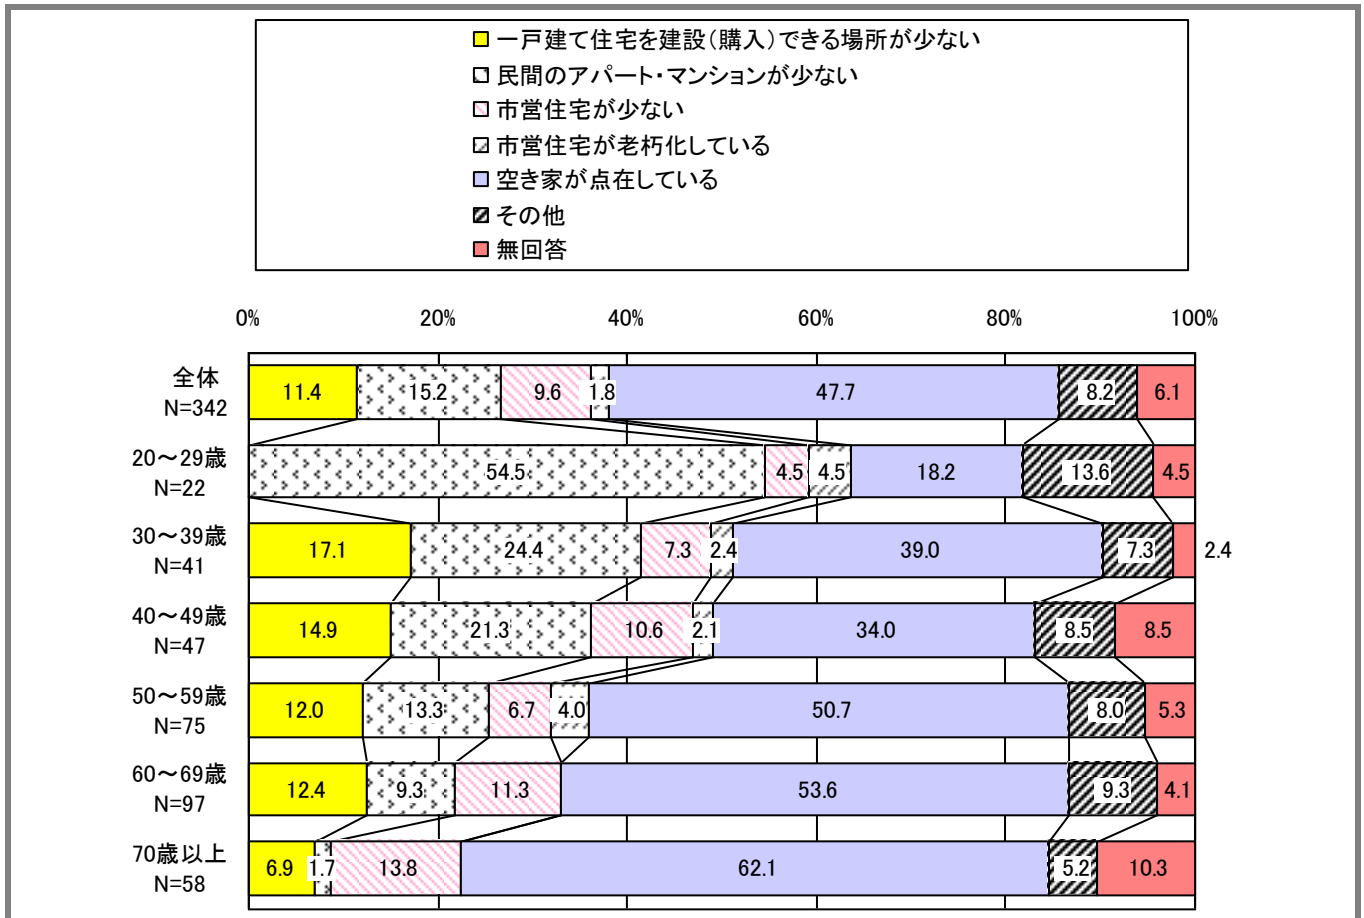 一戸建て住宅を建設(購入)できる場所が少ない
民間のアパート・マンションが少ない
市営住宅が少ない
市営住宅が老朽化している
空き家が点在している
その他
無回答
0% 20% 40% 60% 80% 100%
全体
N=342
11.4 15.2 9.6 1.8 47.7 8.2 6.1
20～29歳
N=22
54.5 4.5 4.5 18.2 13.6 4.5
30～39歳
N=41
17.1 24.4 7.3 2.4 39.0 7.3 2.4
40～49歳
N=47
14.9 21.3 10.6 2.1 34.0 8.5 8.5
50～59歳
N=75
12.0 13.3 6.7 4.0 50.7 8.0 5.3
60～69歳
N=97
12.4 9.3 11.3 53.6 9.3 4.1
70歳以上
N=58
6.9 1.7 13.8 62.1 5.2 10.3